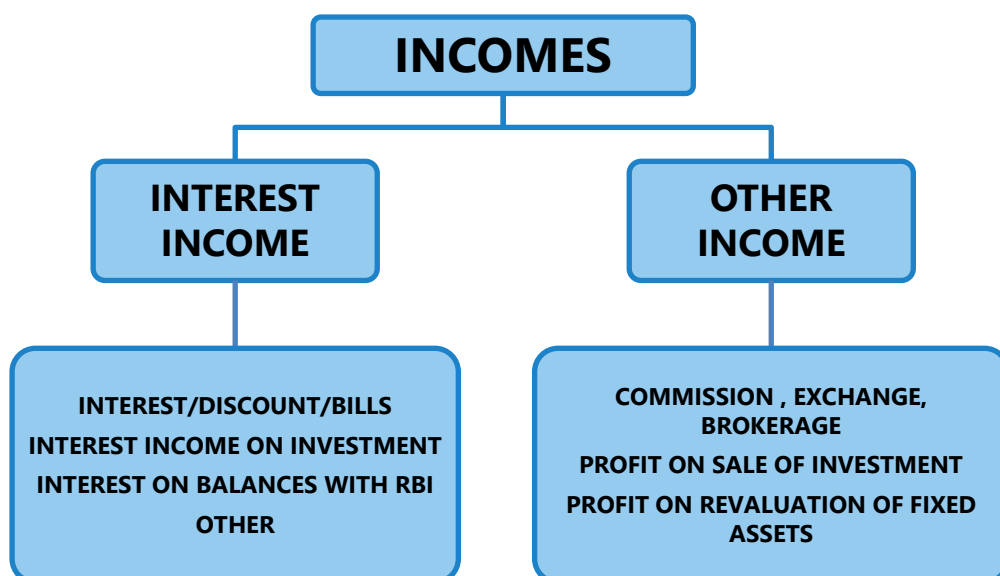 INCOMES
INTEREST
INCOME
OTHER
INCOME
INTEREST/DISCOUNT/BILLS
INTEREST INCOME ON INVESTMENT
INTEREST ON BALANCES WITH RBI
OTHER
COMMISSION , EXCHANGE,
BROKERAGE
PROFIT ON SALE OF INVESTMENT
PROFIT ON REVALUATION OF FIXED
ASSETS